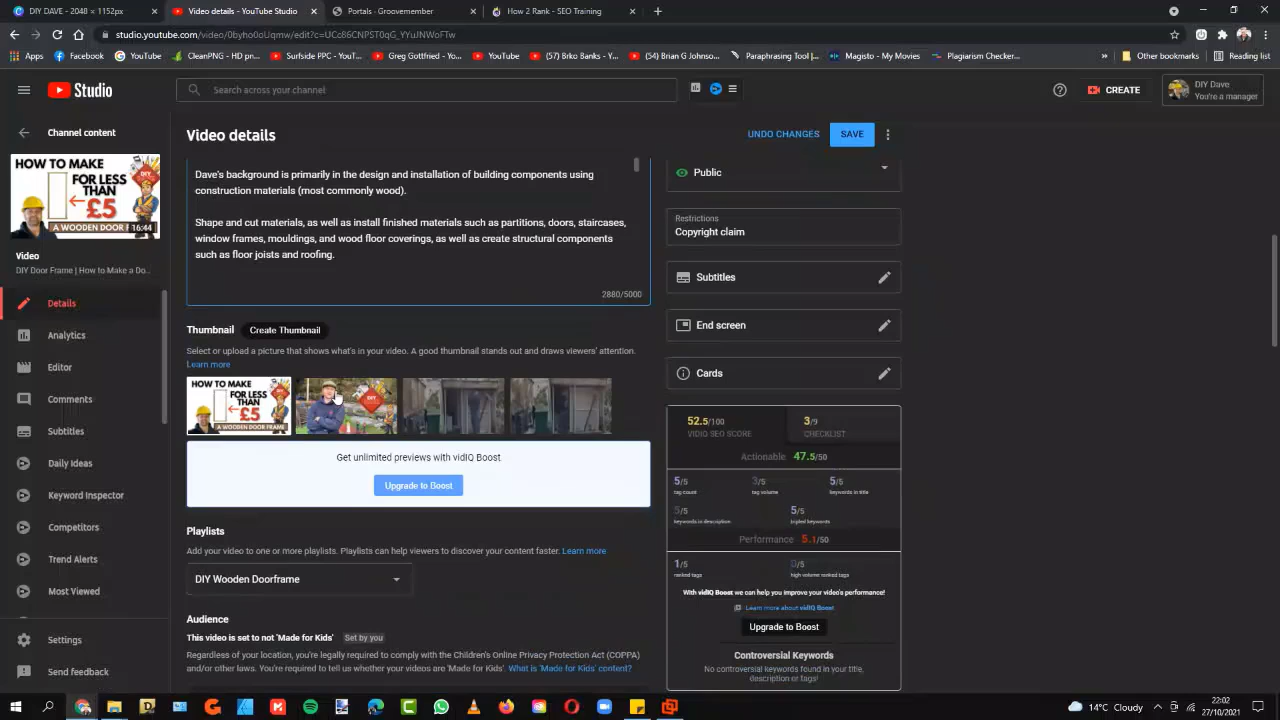 DIY DAVE - 2048 × 1152px
Video details - YouTube Studio
Portals - Groovemember
How 2 Rank - SEO Training
studio.youtube.com/video/0byho0oUqmw/edit?c=UCc86CNPST0qG_YYuJNWoFTw
Apps
Facebook
YouTube
CleanPNG - HD pn...
Surfside PPC - Yo...
Greg Gottfried - Yo...
YouTube
(57) Brko Banks - Y...
(54) Brian G Johnso...
Paraphrasing Tool |...
Magisto - My Movies
Plagiarism Checker...
Other bookmarks
Reading list
Studio
Search across your channel
CREATE
DIY Dave
You're a manager
Channel content
Video details
UNDO CHANGES
SAVE
HOW TO MAKE
FOR LESS
THAN
£5
A WOODEN DOOR F
16:44
Video
DIY Door Frame | How to Make a Do...
Details
Analytics
Editor
Comments
Subtitles
Daily Ideas
Keyword Inspector
Competitors
Trend Alerts
Most Viewed
Settings
Send feedback
Dave's background is primarily in the design and installation of building components using
construction materials (most commonly wood).
Shape and cut materials, as well as install finished materials such as partitions, doors, staircases,
window frames, mouldings, and wood floor coverings, as well as create structural components
such as floor joists and roofing.
2880/5000
Thumbnail
Create Thumbnail
Select or upload a picture that shows what's in your video. A good thumbnail stands out and draws viewers' attention.
Learn more
HOW TO MAKE
FOR LESS
THAN
£5
A WOODEN DOOR FRAME
DIY
Get unlimited previews with vidIQ Boost
Upgrade to Boost
Playlists
Add your video to one or more playlists. Playlists can help viewers to discover your content faster. Learn more
DIY Wooden Doorframe
Audience
This video is set to not 'Made for Kids'
Set by you
Regardless of your location, you're legally required to comply with the Children's Online Privacy Protection Act (COPPA)
and/or other laws. You're required to tell us whether your videos are 'Made for Kids'. What is 'Made for Kids' content?
Public
Restrictions
Copyright claim
Subtitles
End screen
Cards
52.5/100
VIDIQ SEO SCORE
3/9
CHECKLIST
Actionable 47.5/50
5/5
tag count
3/5
tag volume
5/5
keywords in title
5/5
keywords in description
5/5
tripled keywords
Performance 5.1/50
1/5
ranked tags
0/5
high volume ranked tags
With vidIQ Boost we can help you improve your video's performance!
Learn more about vidIQ Boost
Upgrade to Boost
Controversial Keywords
No controversial keywords found in your title,
description or tags!
14°C Cloudy
22:02
27/10/2021